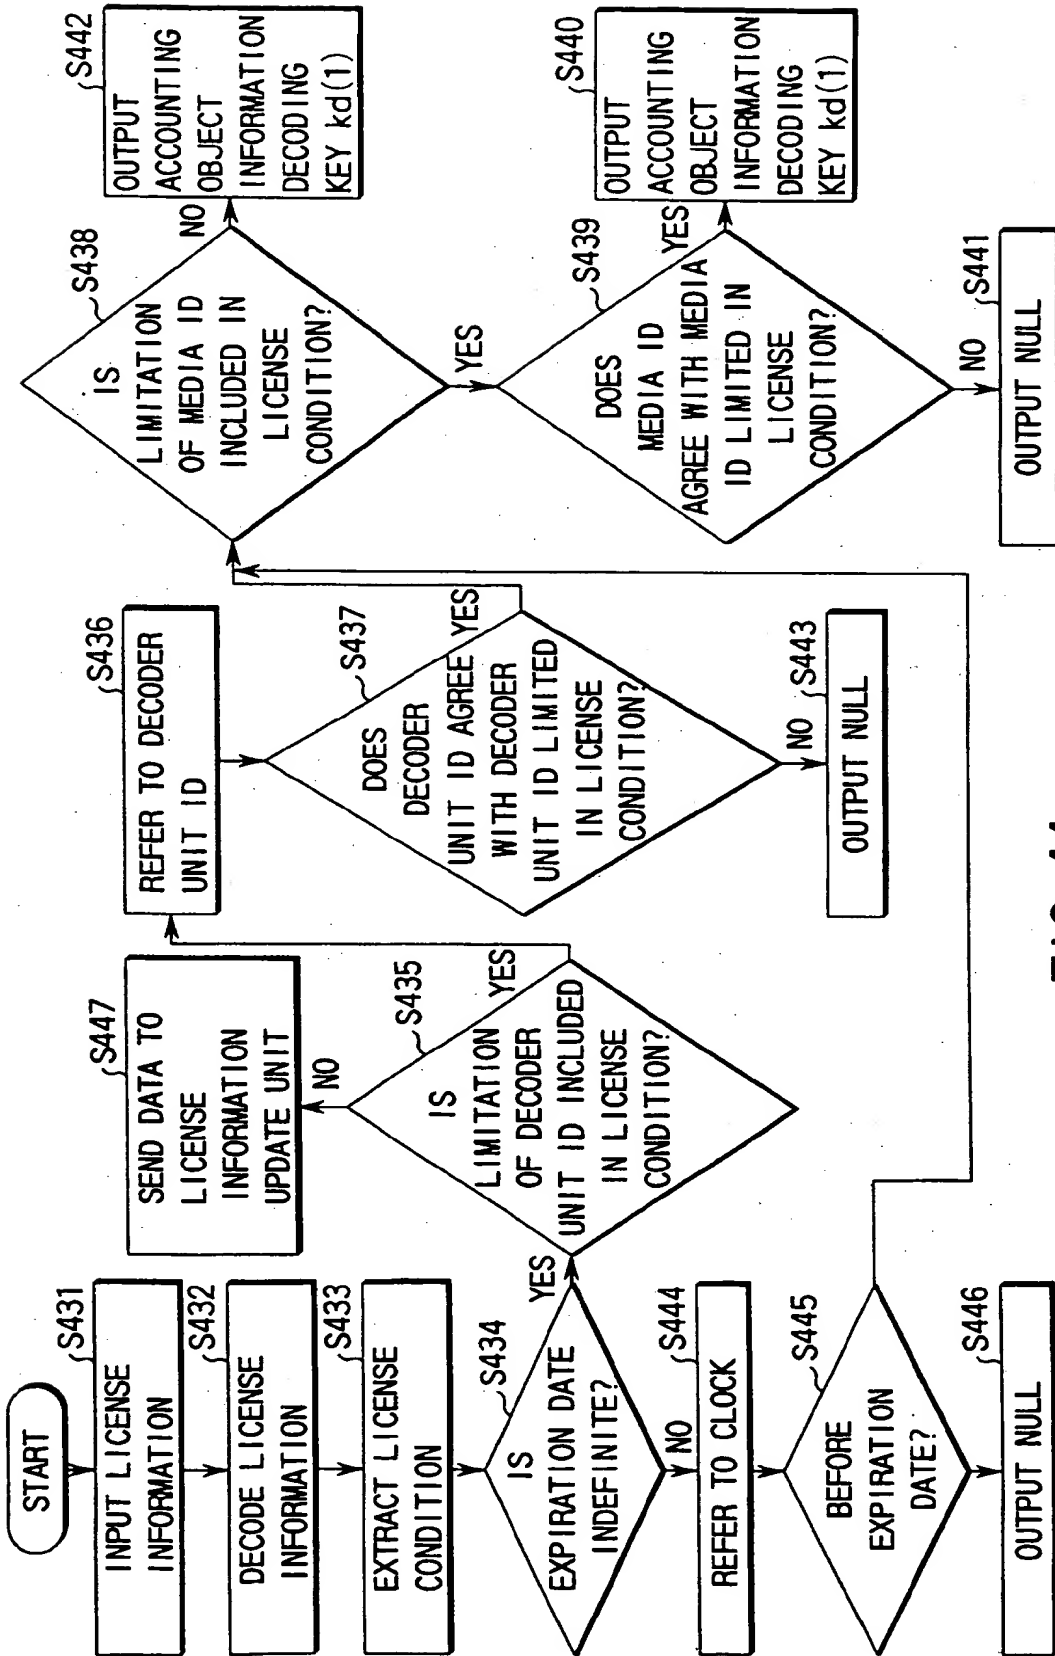 START
S431
INPUT LICENSE
INFORMATION
S432
DECODE LICENSE
INFORMATION
S433
EXTRACT LICENSE
CONDITION
S434
IS
EXPIRATION DATE
INDEFINITE?
YES
NO
S444
REFER TO CLOCK
S445
BEFORE
EXPIRATION
DATE?
S446
OUTPUT NULL
S447
SEND DATA TO
LICENSE
INFORMATION
UPDATE UNIT
NO
S435
YES
IS
LIMITATION
OF DECODER
UNIT ID INCLUDED
IN LICENSE
CONDITION?
S436
REFER TO DECODER
UNIT ID
S437
YES
DOES
DECODER
UNIT ID AGREE
WITH DECODER
UNIT ID LIMITED
IN LICENSE
CONDITION?
NO
S443
OUTPUT NULL
S438
IS
LIMITATION
OF MEDIA ID
INCLUDED IN
LICENSE
CONDITION?
NO
S442
OUTPUT
ACCOUNTING
OBJECT
INFORMATION
DECODING
KEY kd(1)
YES
S439
DOES
MEDIA ID
AGREE WITH MEDIA
ID LIMITED IN
LICENSE
CONDITION?
YES
S440
OUTPUT
ACCOUNTING
OBJECT
INFORMATION
DECODING
KEY kd(1)
NO
S441
OUTPUT NULL